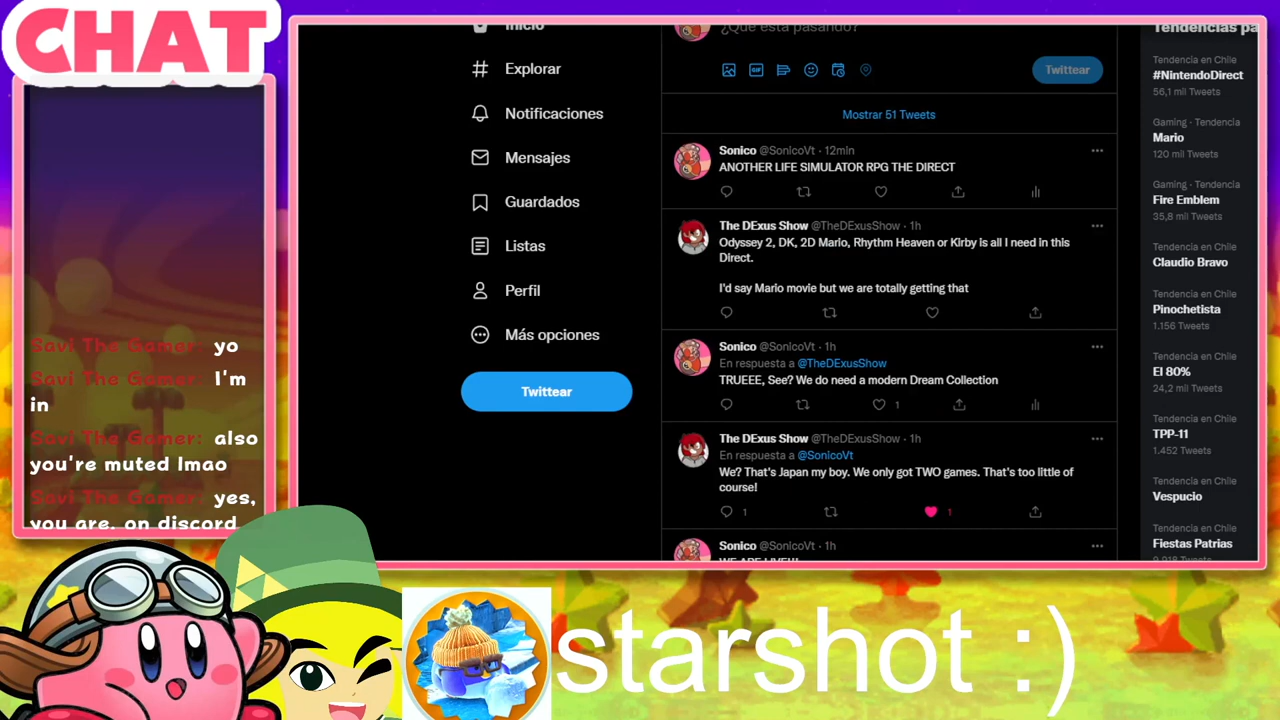 CHAT
Savi The Gamer: yo
Savi The Gamer: I'm
in
Savi The Gamer: also
you're muted lmao
Savi The Gamer: yes,
you are, on discord
Inicio
Explorar
Notificaciones
Mensajes
Guardados
Listas
Perfil
Más opciones
Twittear
¿Qué está pasando?
GIF
Twittear
Mostrar 51 Tweets
Sonico @SonicoVt · 12min
ANOTHER LIFE SIMULATOR RPG THE DIRECT
The DExus Show @TheDExusShow · 1h
Odyssey 2, DK, 2D Mario, Rhythm Heaven or Kirby is all I need in this
Direct.
I'd say Mario movie but we are totally getting that
Sonico @SonicoVt · 1h
En respuesta a @TheDExusShow
TRUEEE, See? We do need a modern Dream Collection
1
The DExus Show @TheDExusShow · 1h
En respuesta a @SonicoVt
We? That's Japan my boy. We only got TWO games. That's too little of
course!
1 1
Sonico @SonicoVt · 1h
WE ARE LIVE!!!
Tendencias pa
Tendencia en Chile
#NintendoDirect
56,1 mil Tweets
Gaming · Tendencia
Mario
120 mil Tweets
Gaming · Tendencia
Fire Emblem
35,8 mil Tweets
Tendencia en Chile
Claudio Bravo
Tendencia en Chile
Pinochetista
1.156 Tweets
Tendencia en Chile
El 80%
24,2 mil Tweets
Tendencia en Chile
TPP-11
1.452 Tweets
Tendencia en Chile
Vespucio
Tendencia en Chile
Fiestas Patrias
9.918 Tweets
starshot :)